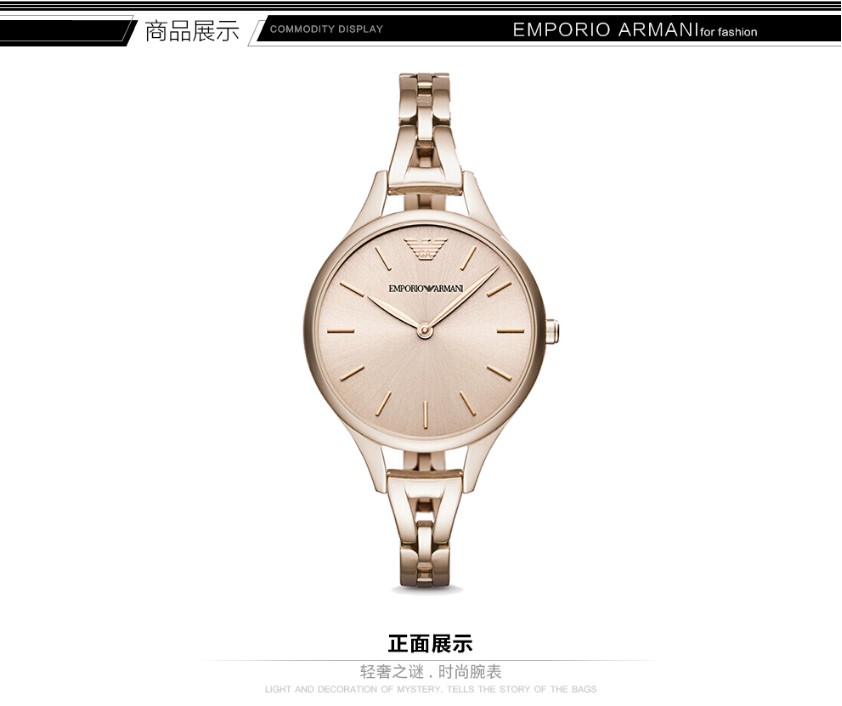 商品展示 COMMODITY DISPLAY EMPORIO ARMANI for fashion
EMPORIO ARMANI
正面展示
轻奢之谜 . 时尚腕表
LIGHT AND DECORATION OF MYSTERY. TELLS THE STORY OF THE BAGS